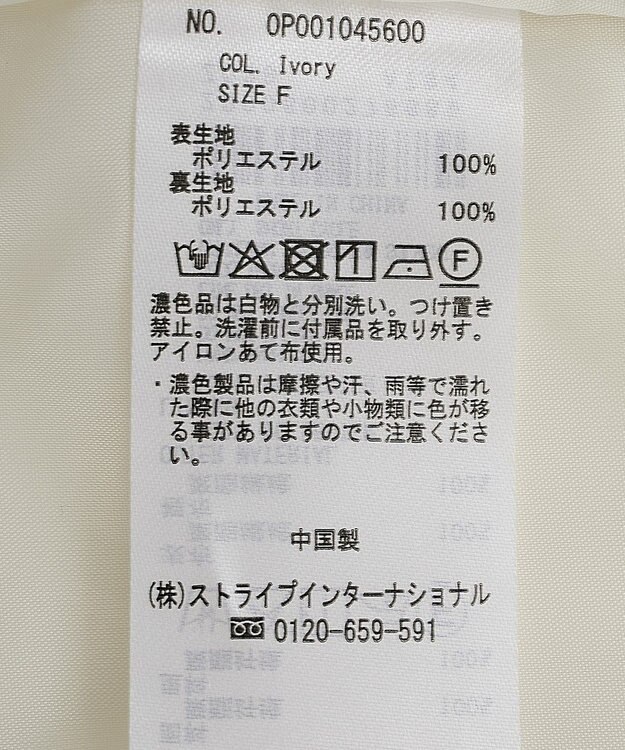 NO. 0P001045600
COL. Ivory
SIZE F
表生地
ポリエステル 100%
裏生地
ポリエステル 100%
F
濃色品は白物と分別洗い。つけ置き
禁止。洗濯前に付属品を取り外す。
アイロンあて布使用。
・濃色製品は摩擦や汗、雨等で濡れ
た際に他の衣類や小物類に色が移
る事がありますのでご注意くださ
い。
中国製
(株)ストライプインターナショナル
0120-659-591